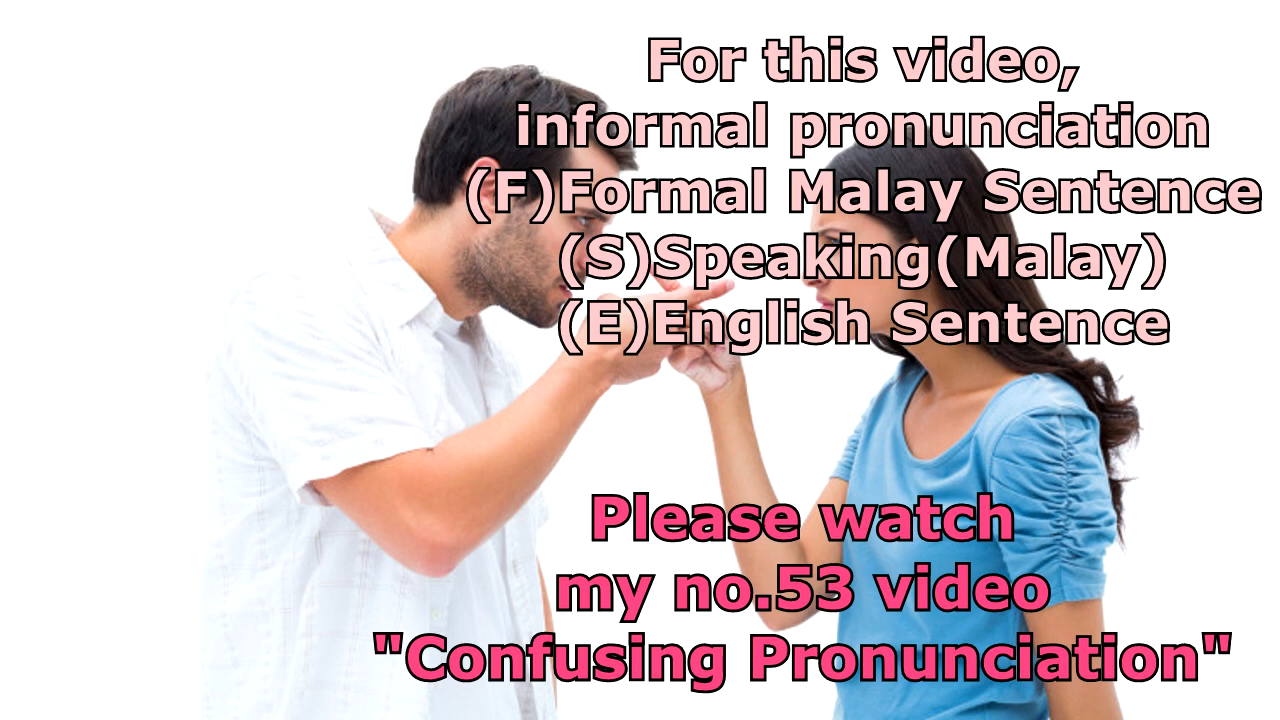 For this video,
informal pronunciation
(F)Formal Malay Sentence
(S)Speaking(Malay)
(E)English Sentence
Please watch
my no.53 video
"Confusing Pronunciation"